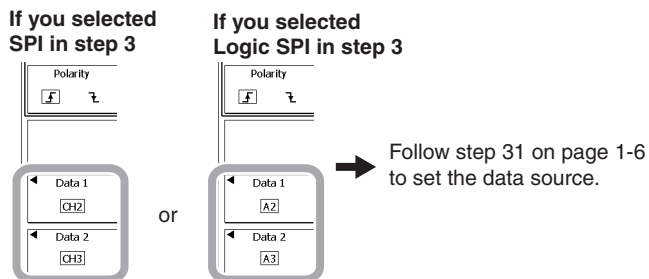 If you selected
SPI in step 3
If you selected
Logic SPI in step 3
Polarity
Data 1
CH2
Data 2
CH3
or
Polarity
Data 1
A2
Data 2
A3
Follow step 31 on page 1-6
to set the data source.